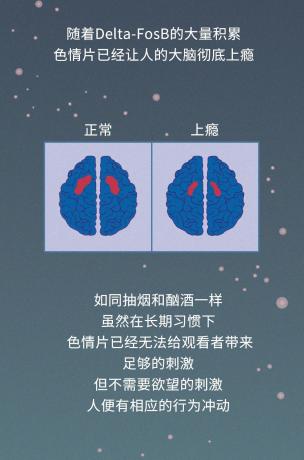 随着Delta-FosB的大量积累
色情片已经让人的大脑彻底上瘾
正常
上瘾
如同抽烟和酗酒一样
虽然在长期习惯下
色情片已经无法给观看者带来
足够的刺激
但不需要欲望的刺激
人便有相应的行为冲动